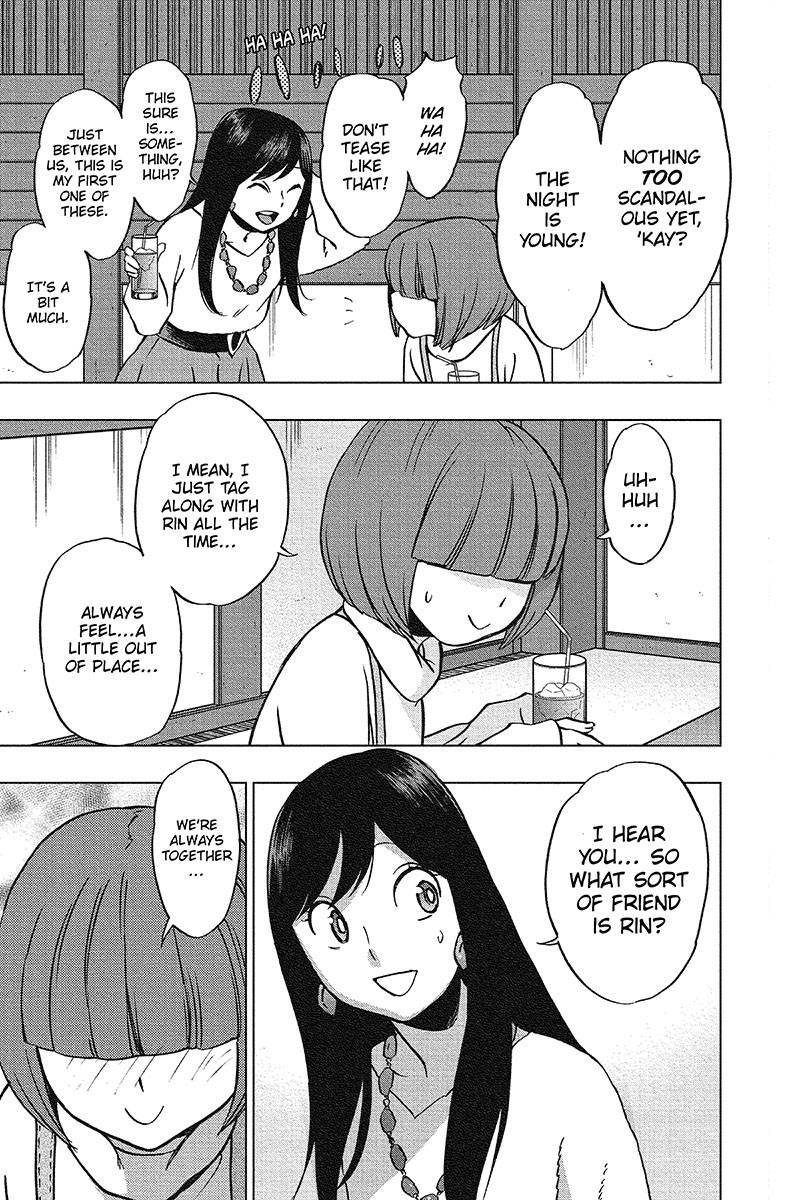 NOTHING
TOO
SCANDAL-
OUS YET,
'KAY?
THE
NIGHT
IS
YOUNG!
WA
HA
HA!
DON'T
TEASE
LIKE
THAT!
HA HA HA!
THIS
SURE
IS...
SOME-
THING,
HUH?
JUST
BETWEEN
US, THIS IS
MY FIRST
ONE OF
THESE.
IT'S A
BIT
MUCH.
UH-
HUH
...
I MEAN, I
JUST TAG
ALONG WITH
RIN ALL THE
TIME...
ALWAYS
FEEL...A
LITTLE OUT
OF PLACE...
I HEAR
YOU... SO
WHAT SORT
OF FRIEND
IS RIN?
WE'RE
ALWAYS
TOGETHER
...